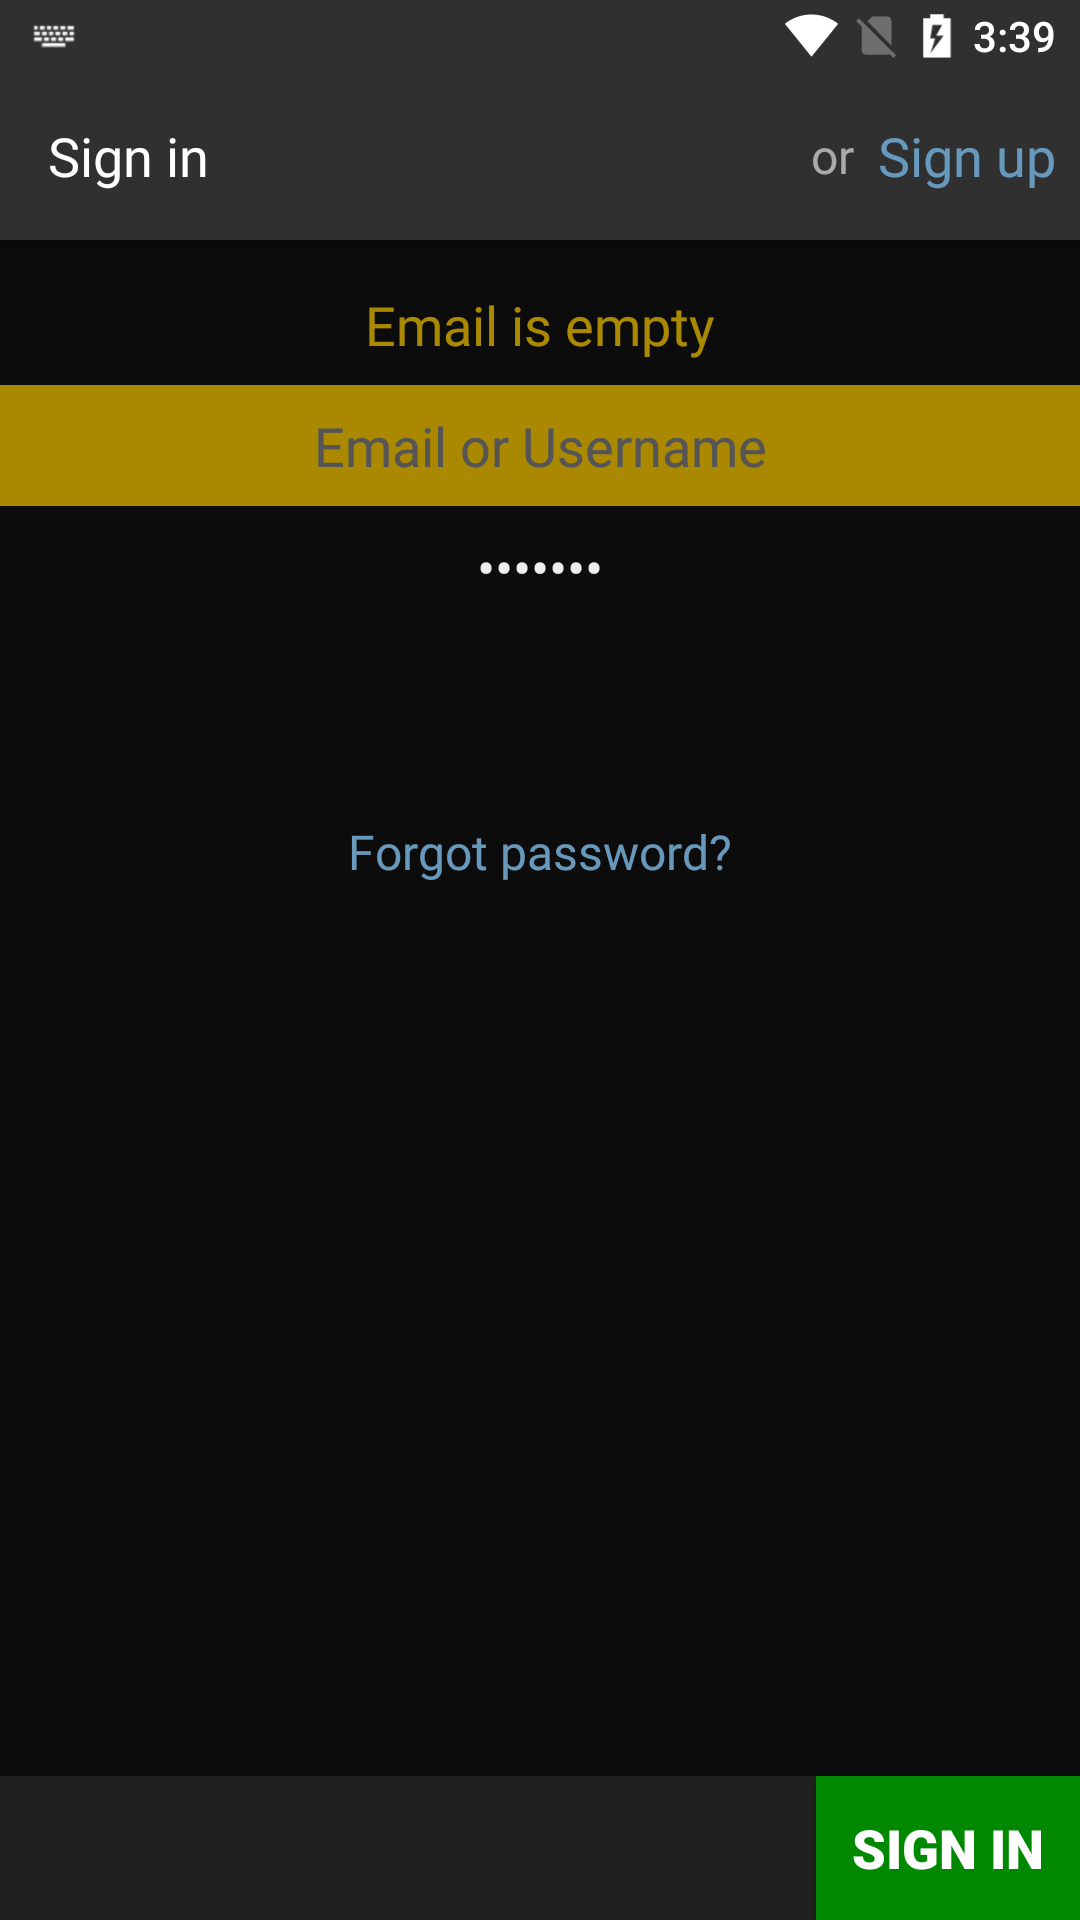 3:39
Sign in or Sign up
Email is empty
Email or Username
•••••••
Forgot password?
SIGN IN